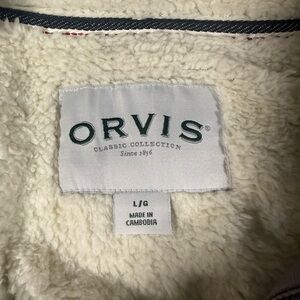 ORVIS®
CLASSIC COLLECTION
Since 1856
L/G
MADE IN
CAMBODIA